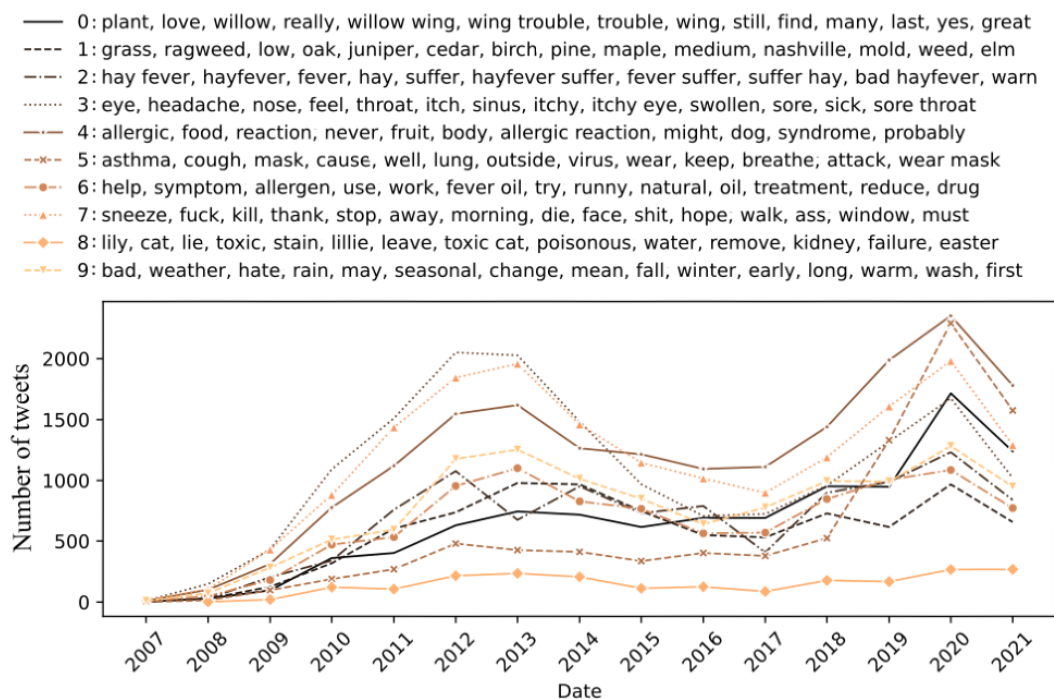 0: plant, love, willow, really, willow wing, wing trouble, trouble, wing, still, find, many, last, yes, great
1: grass, ragweed, low, oak, juniper, cedar, birch, pine, maple, medium, nashville, mold, weed, elm
2: hay fever, hayfever, fever, hay, suffer, hayfever suffer, fever suffer, suffer hay, bad hayfever, warn
3: eye, headache, nose, feel, throat, itch, sinus, itchy, itchy eye, swollen, sore, sick, sore throat
4: allergic, food, reaction, never, fruit, body, allergic reaction, might, dog, syndrome, probably
5: asthma, cough, mask, cause, well, lung, outside, virus, wear, keep, breathe, attack, wear mask
6: help, symptom, allergen, use, work, fever oil, try, runny, natural, oil, treatment, reduce, drug
7: sneeze, fuck, kill, thank, stop, away, morning, die, face, shit, hope, walk, ass, window, must
8: lily, cat, lie, toxic, stain, lillie, leave, toxic cat, poisonous, water, remove, kidney, failure, easter
9: bad, weather, hate, rain, may, seasonal, change, mean, fall, winter, early, long, warm, wash, first
Number of tweets
2000
1500
1000
500
0
2007 2008 2009 2010 2011 2012 2013 2014 2015 2016 2017 2018 2019 2020 2021
Date